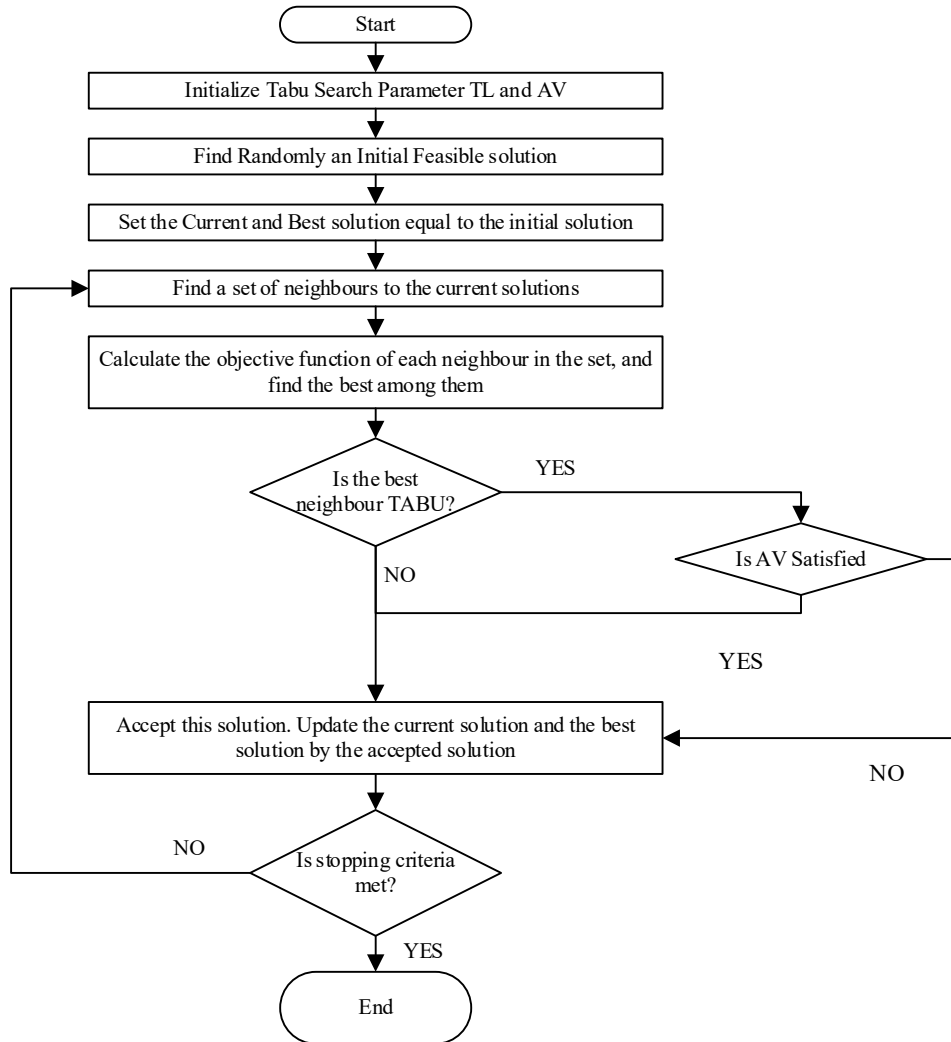 Start
Initialize Tabu Search Parameter TL and AV
Find Randomly an Initial Feasible solution
Set the Current and Best solution equal to the initial solution
Find a set of neighbours to the current solutions
Calculate the objective function of each neighbour in the set, and
find the best among them
YES
Is the best
neighbour TABU?
Is AV Satisfied
NO
YES
Accept this solution. Update the current solution and the best
solution by the accepted solution
NO
NO
Is stopping criteria
met?
YES
End